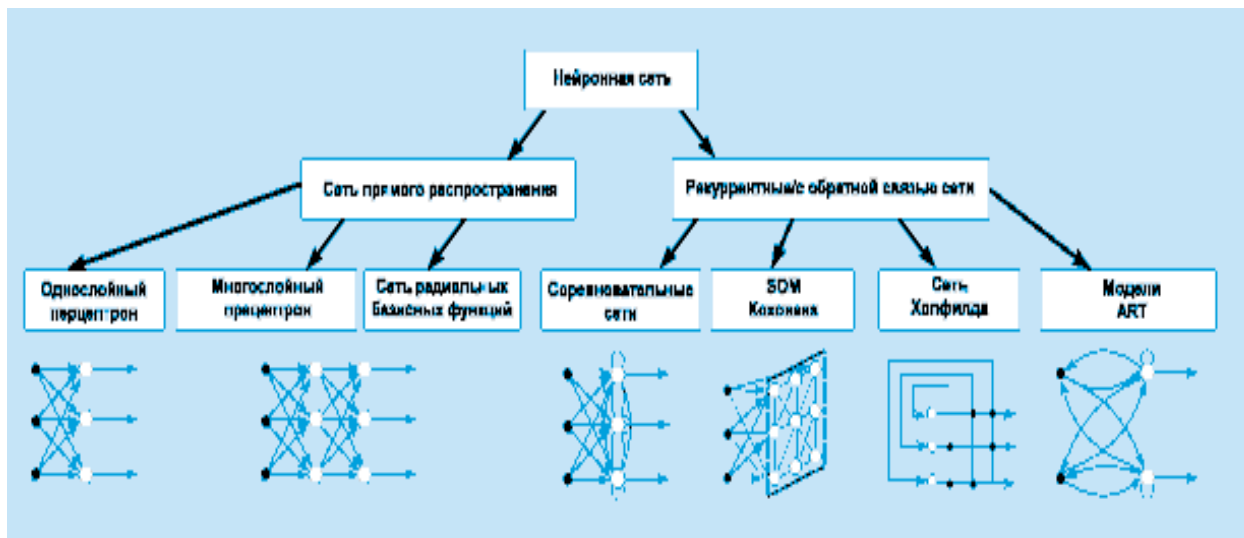 Нейронная сеть
Сеть прямого распространения
Рекуррентные/с обратной связью сети
Однослойный
перцептрон
Многослойный
прецептрон
Сеть радиальных
базисных функций
Соревновательные
сети
SOM
Кохонена
Сеть
Хопфилда
Модели
ART